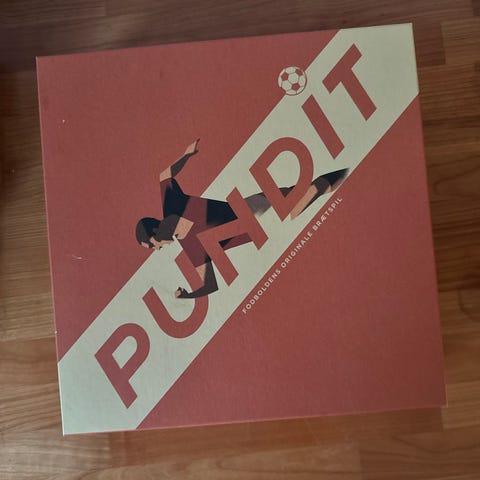 PUNDIT
FODBOLDENS ORIGINALE BRÆTSPIL